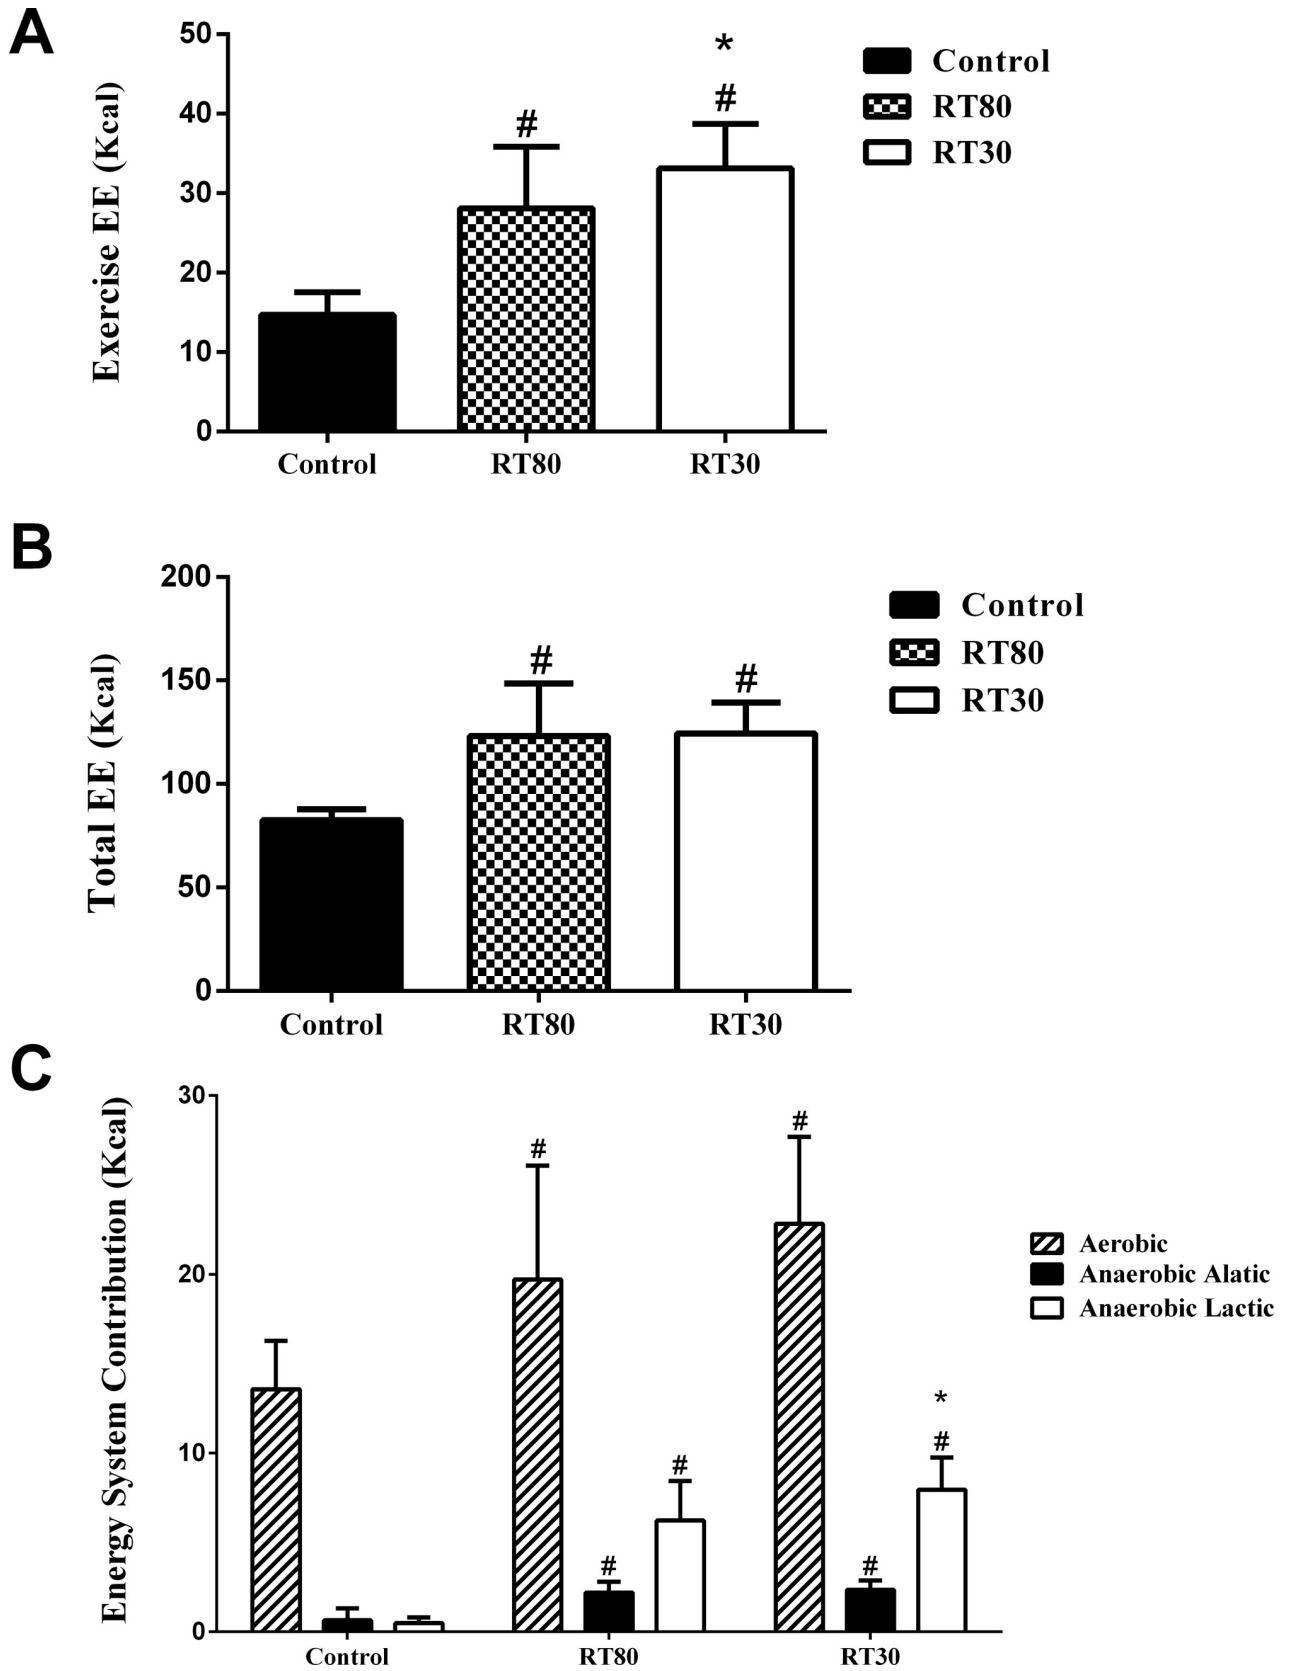 A
Exercise EE (Kcal)
50
40
30
20
10
0
#
*
#
Control
RT80
RT30
Control
RT80
RT30
B
Total EE (Kcal)
200
150
100
50
0
#
#
Control
RT80
RT30
Control
RT80
RT30
C
Energy System Contribution (Kcal)
30
20
10
0
#
#
#
#
#
*
#
Aerobic
Anaerobic Alatic
Anaerobic Lactic
Control
RT80
RT30